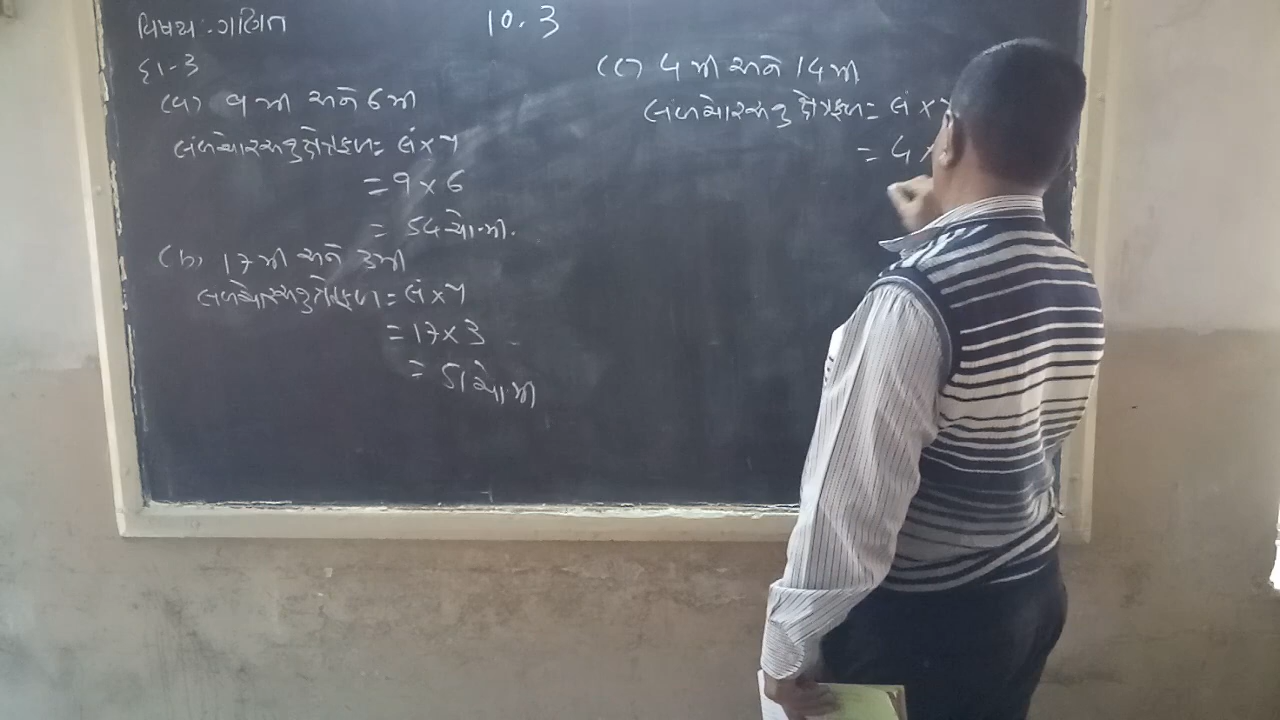 વિષય : ગણિત
10.3
દા-3
(a) 9 મી અને 6 મી
લંબચોરસનું ક્ષેત્રફળ = લં × પ
= 9 × 6
= 54 ચો.મી.
(b) 17 મી અને 3 મી
લંબચોરસનું ક્ષેત્રફળ = લં × પ
= 17 × 3
= 51 ચો.મી
(c) 4 મી અને 14 મી
લંબચોરસનું ક્ષેત્રફળ = લં ×
= 4 ×